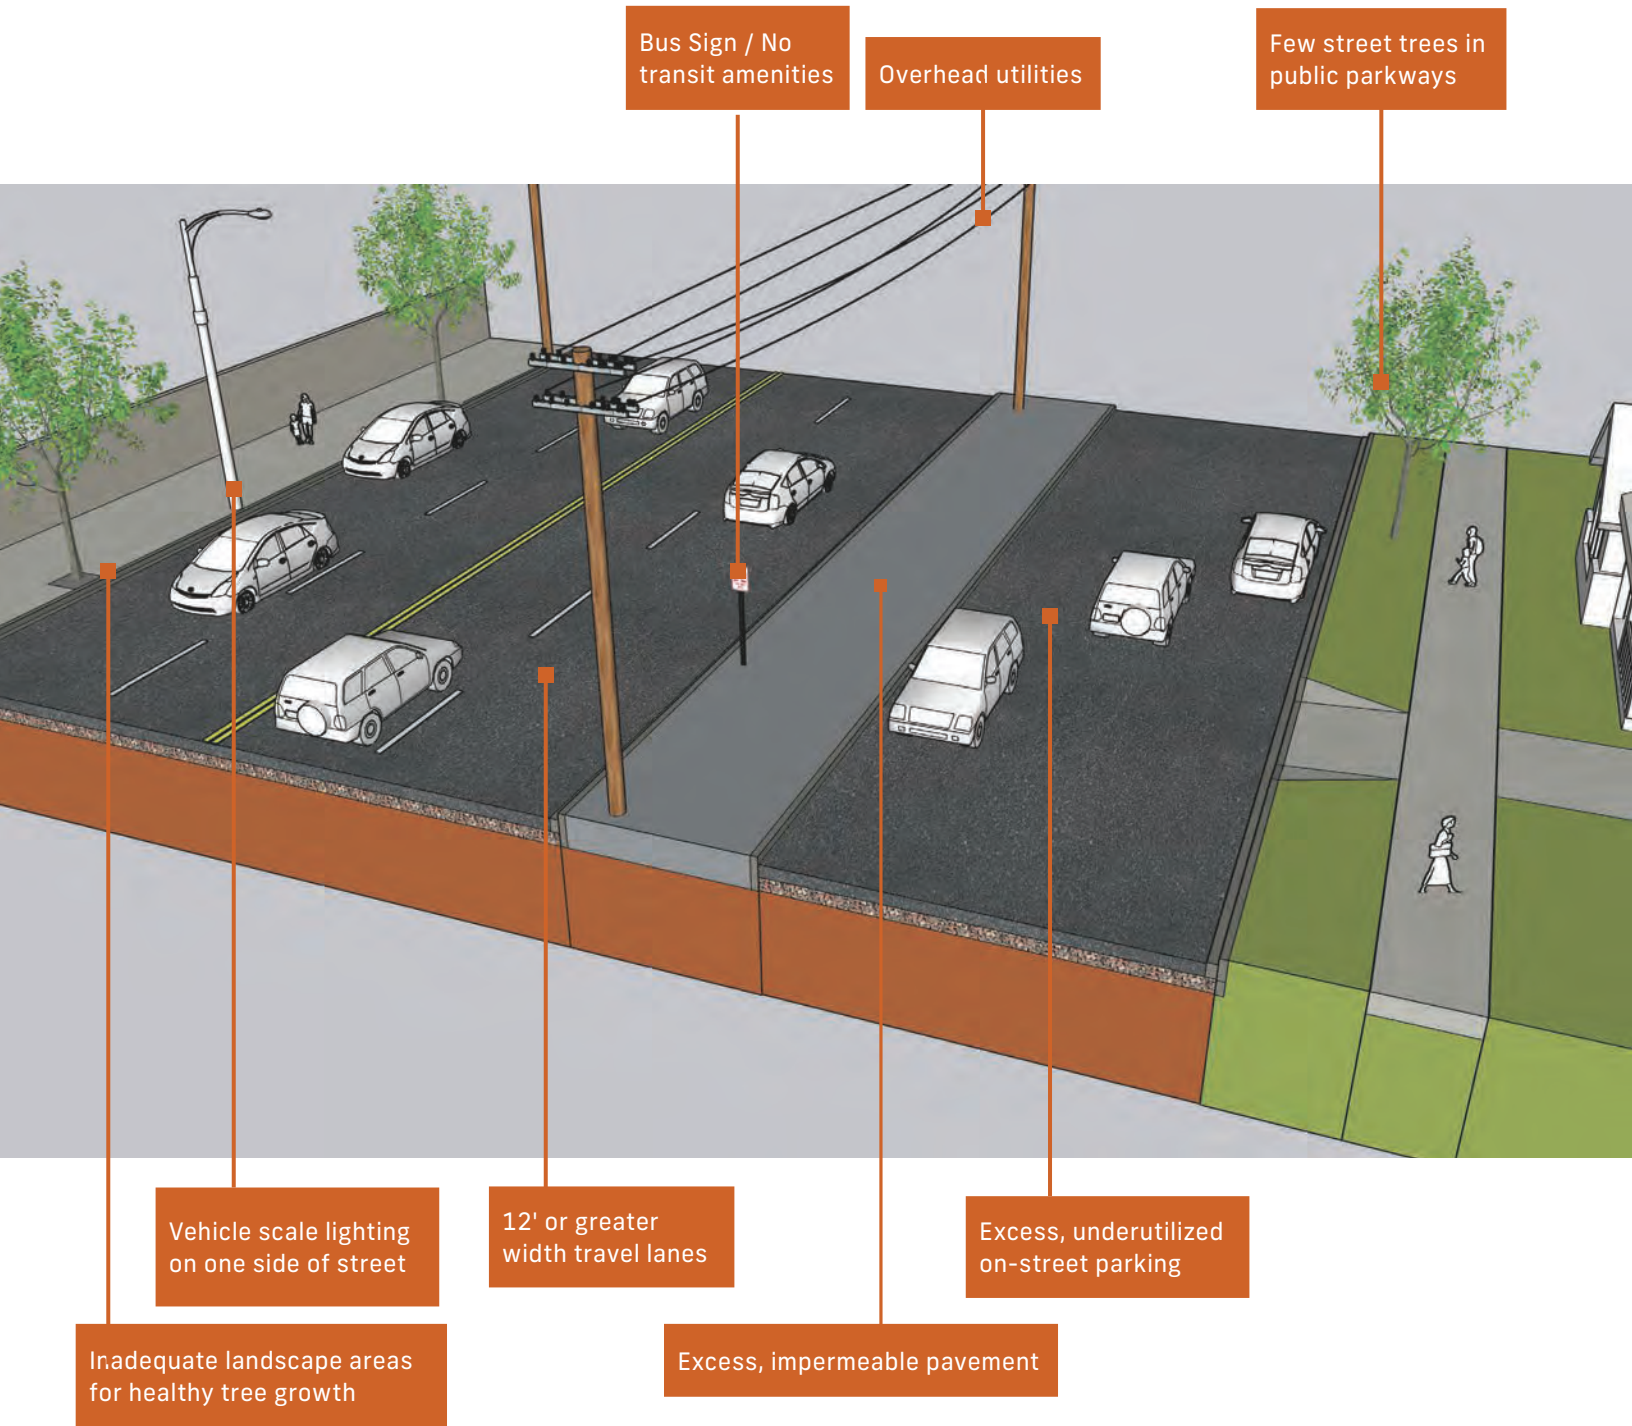 Bus Sign / No
transit amenities
Overhead utilities
Few street trees in
public parkways
Vehicle scale lighting
on one side of street
12' or greater
width travel lanes
Excess, underutilized
on-street parking
Inadequate landscape areas
for healthy tree growth
Excess, impermeable pavement